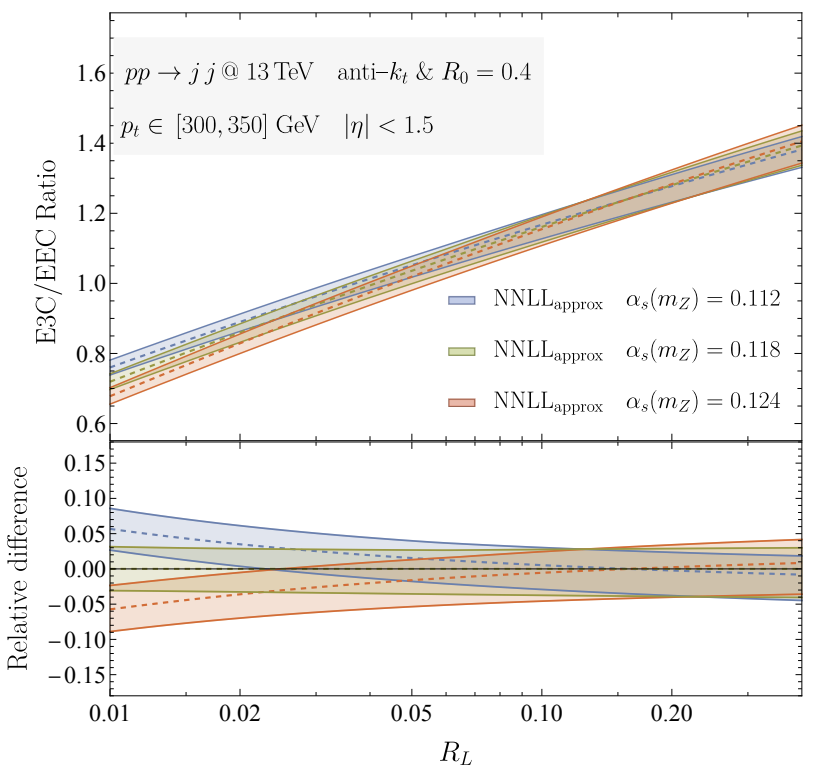 pp → j j @ 13 TeV anti–k_t & R_0 = 0.4
p_t ∈ [300, 350] GeV |η| < 1.5
E3C/EEC Ratio
1.6
1.4
1.2
1.0
0.8
0.6
NNLL_approx α_s(m_Z) = 0.112
NNLL_approx α_s(m_Z) = 0.118
NNLL_approx α_s(m_Z) = 0.124
Relative difference
0.15
0.10
0.05
0.00
−0.05
−0.10
−0.15
0.01 0.02 0.05 0.10 0.20
R_L